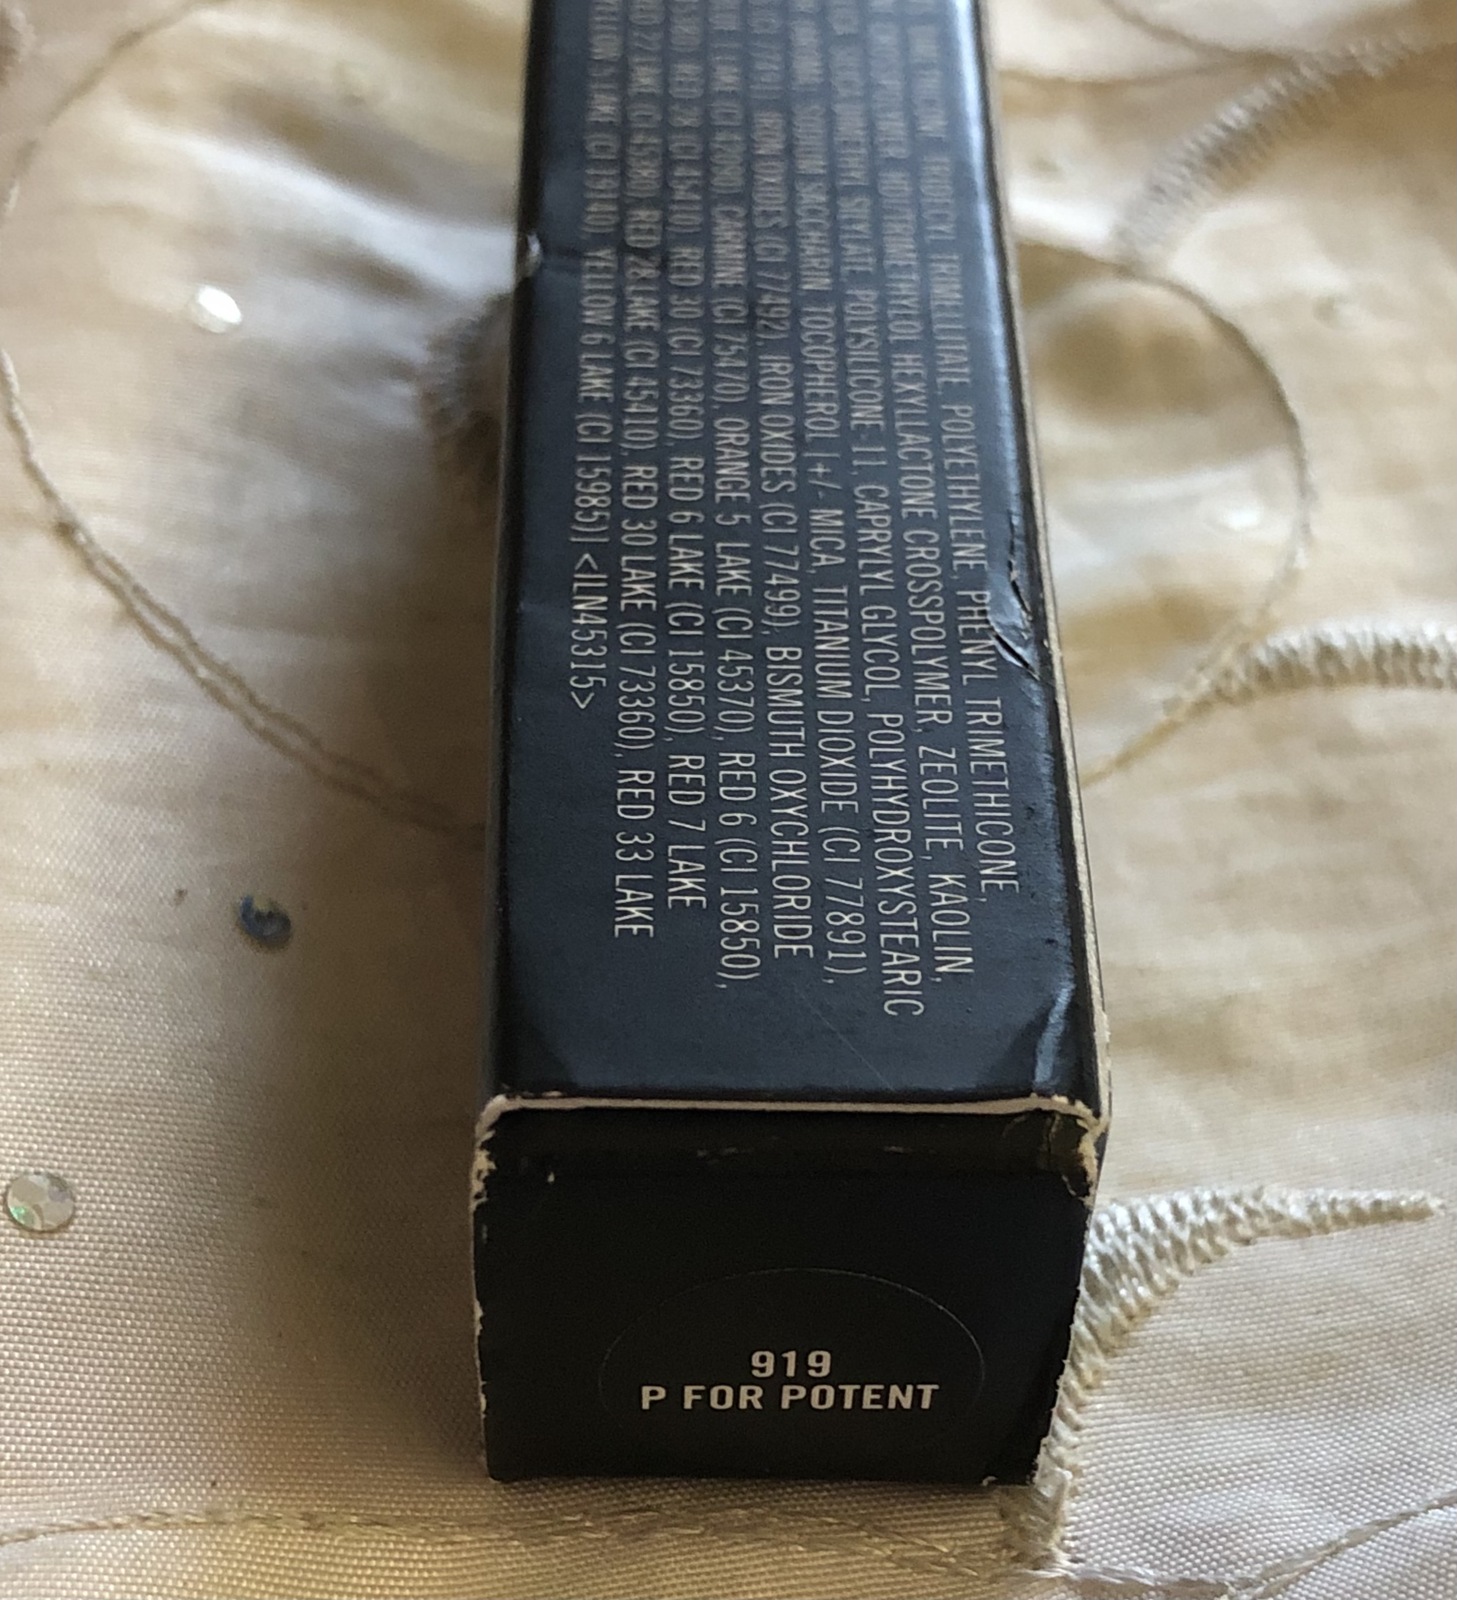 TRIDECYL TRIMELLITATE, POLYETHYLENE, PHENYL TRIMETHICONE,
HEXYLLACTONE CROSSPOLYMER, ZEOLITE, KAOLIN,
SILYLATE, POLYSILICONE-11, CAPRYLYL GLYCOL, POLYHYDROXYSTEARIC
SODIUM SACCHARIN, TOCOPHEROL [+/- MICA, TITANIUM DIOXIDE (CI 77891),
IRON OXIDES (CI 77492), IRON OXIDES (CI 77499), BISMUTH OXYCHLORIDE
LAKE (CI 42090), CARMINE (CI 75470), ORANGE 5 LAKE (CI 45370), RED 6 (CI 15850),
RED 28 (CI 45410), RED 30 (CI 73360), RED 6 LAKE (CI 15850), RED 7 LAKE
LAKE (CI 45380), RED 28 LAKE (CI 45410), RED 30 LAKE (CI 73360), RED 33 LAKE
YELLOW 5 LAKE (CI 19140), YELLOW 6 LAKE (CI 15985)] <ILN45315>
919
P FOR POTENT